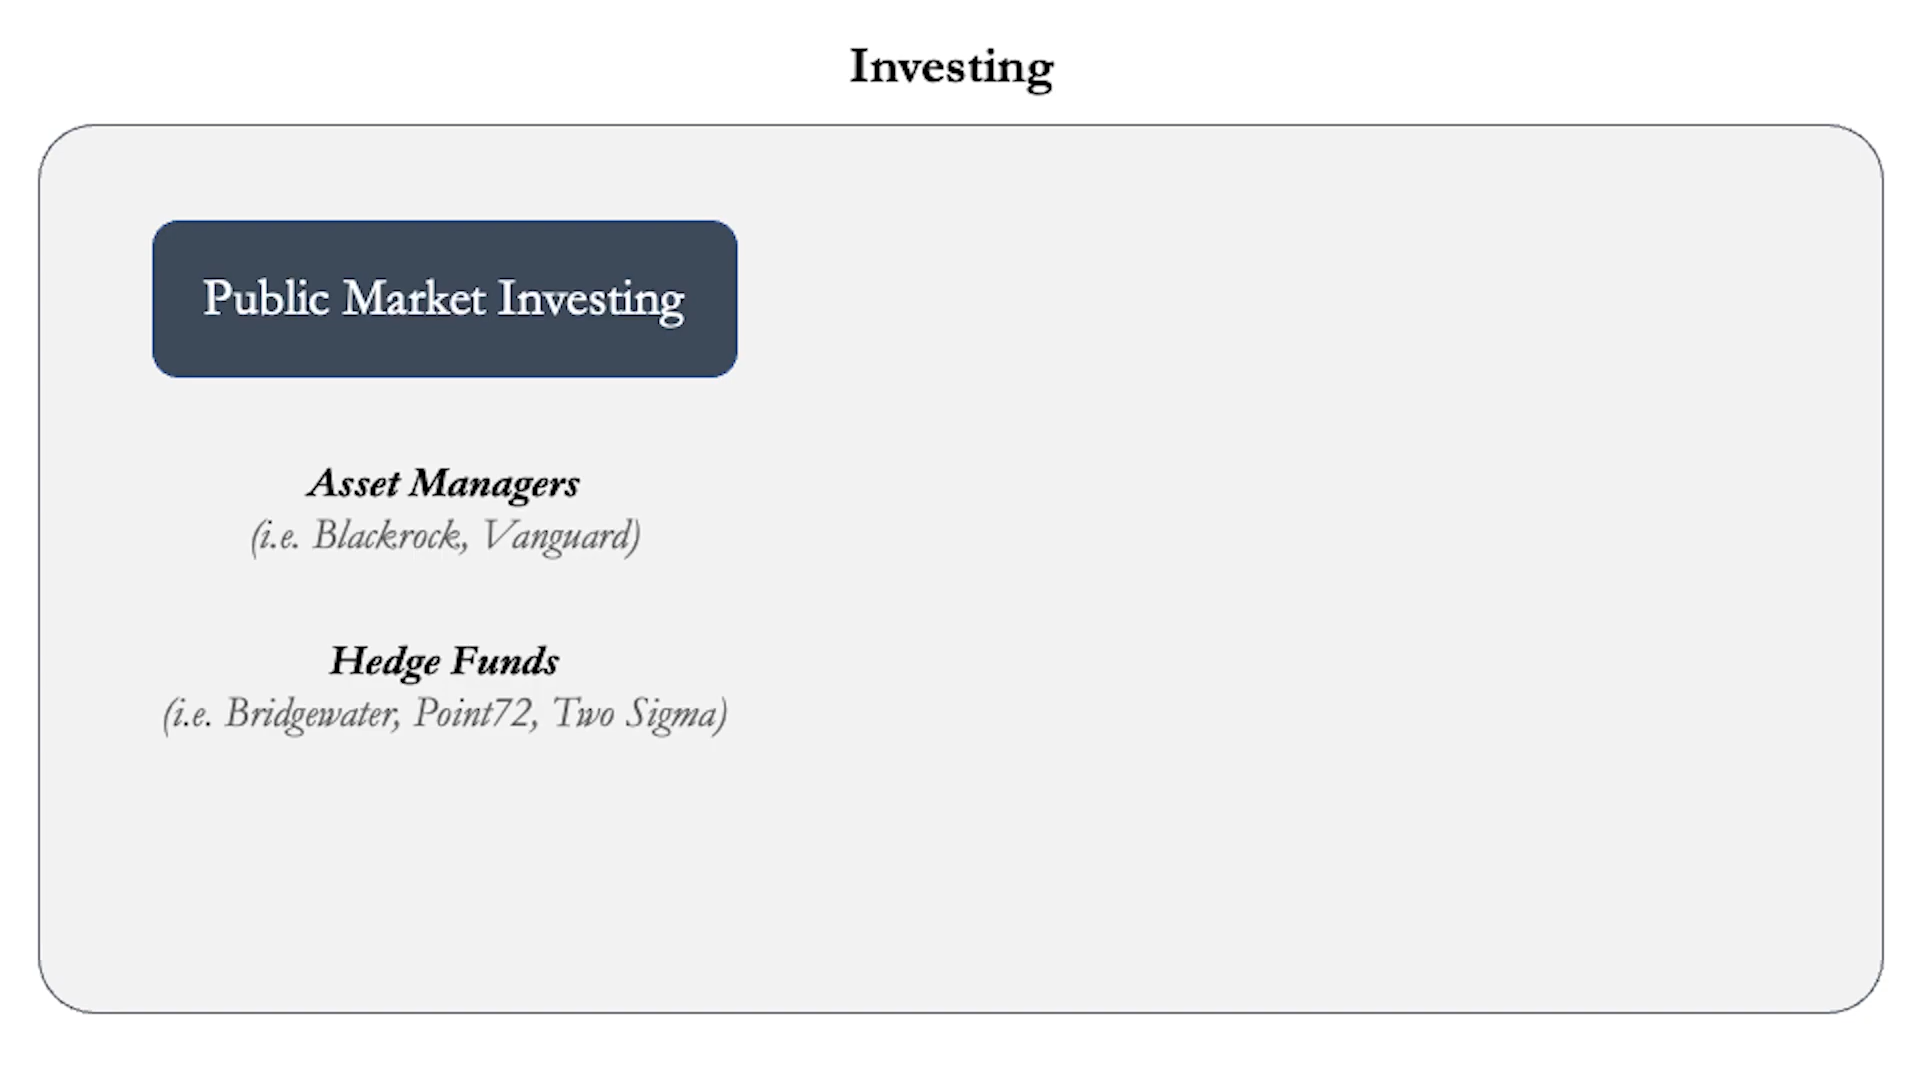 Investing
Public Market Investing
Asset Managers
(i.e. Blackrock, Vanguard)
Hedge Funds
(i.e. Bridgewater, Point72, Two Sigma)